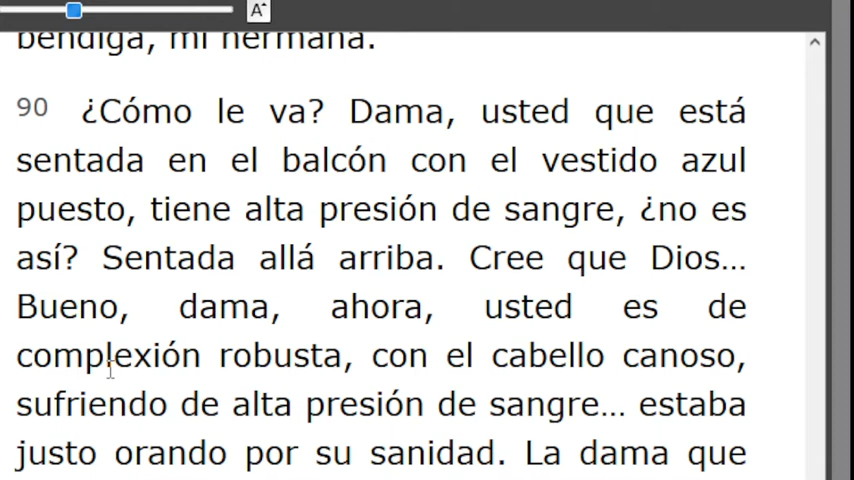 A
bendiga, mi hermana.
90 ¿Cómo le va? Dama, usted que está
sentada en el balcón con el vestido azul
puesto, tiene alta presión de sangre, ¿no es
así? Sentada allá arriba. Cree que Dios...
Bueno, dama, ahora, usted es de
complexión robusta, con el cabello canoso,
sufriendo de alta presión de sangre... estaba
justo orando por su sanidad. La dama que